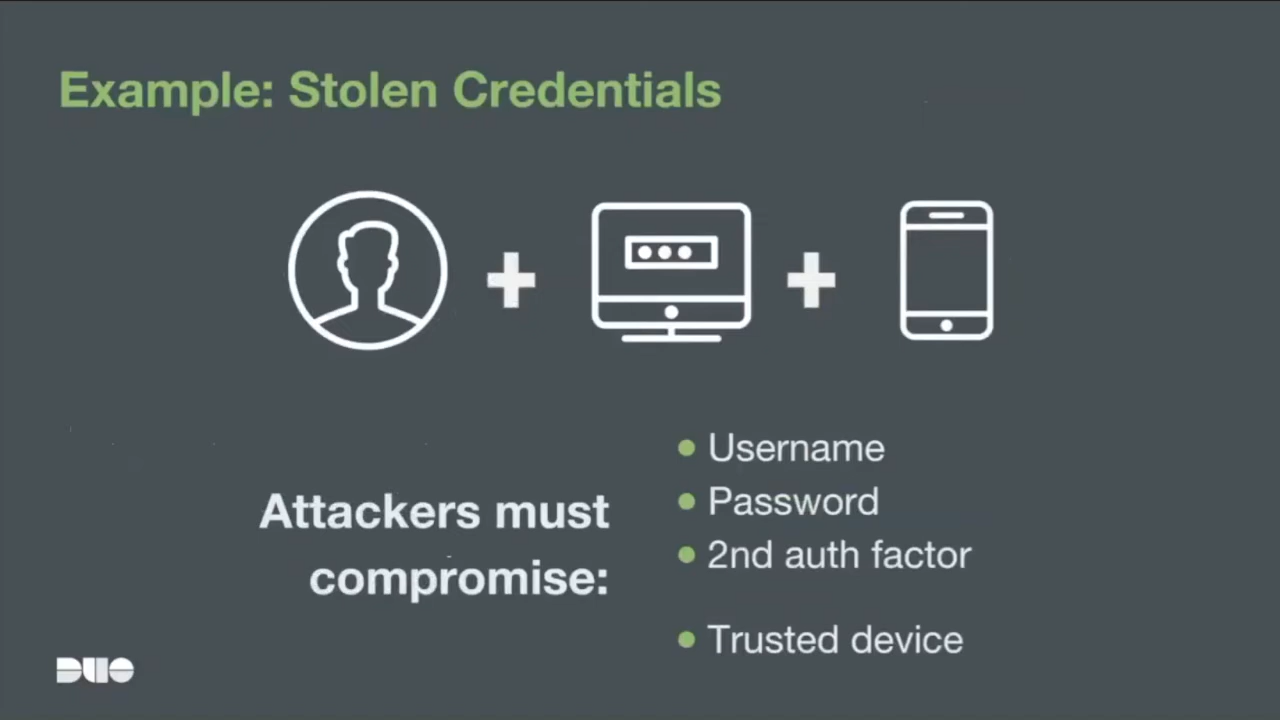 Example: Stolen Credentials
Attackers must
compromise:
Username
Password
2nd auth factor
Trusted device
DUO